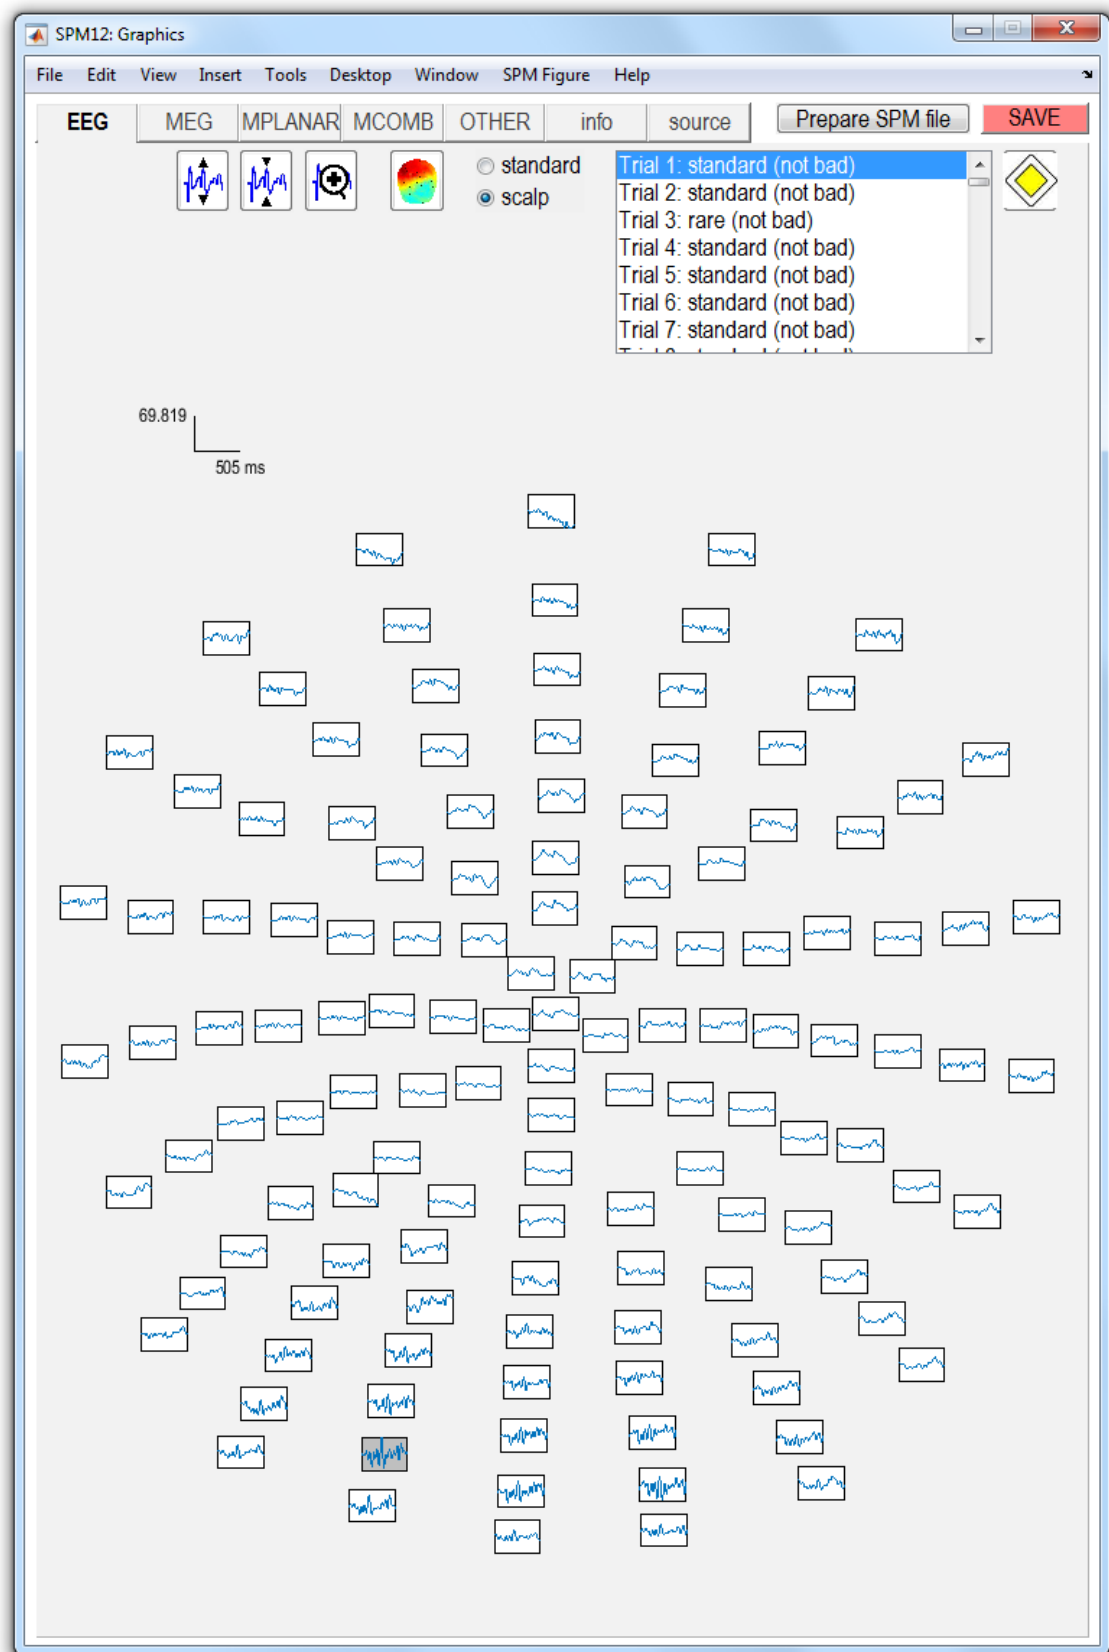 SPM12: Graphics
File Edit View Insert Tools Desktop Window SPM Figure Help
EEG MEG MPLANAR MCOMB OTHER info source Prepare SPM file SAVE
standard
scalp
Trial 1: standard (not bad)
Trial 2: standard (not bad)
Trial 3: rare (not bad)
Trial 4: standard (not bad)
Trial 5: standard (not bad)
Trial 6: standard (not bad)
Trial 7: standard (not bad)
69.819
505 ms